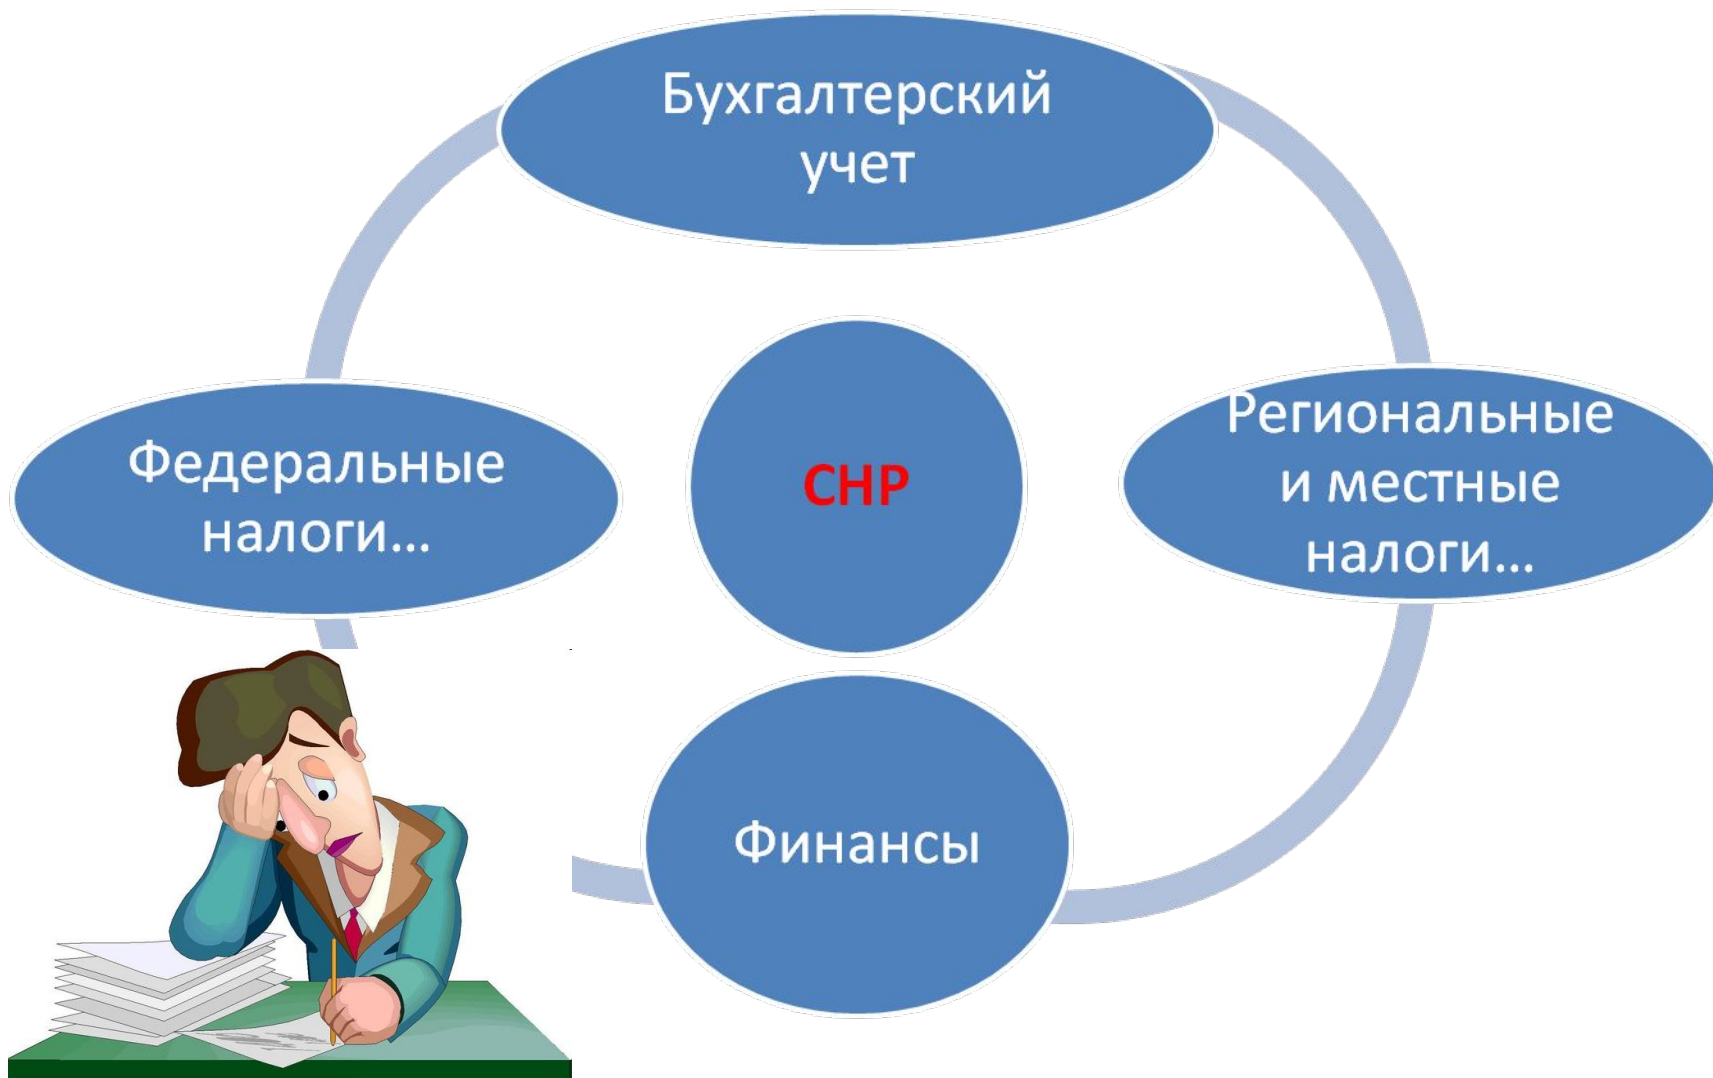 Бухгалтерский
учет
Федеральные
налоги...
СНР
Региональные
и местные
налоги...
Финансы